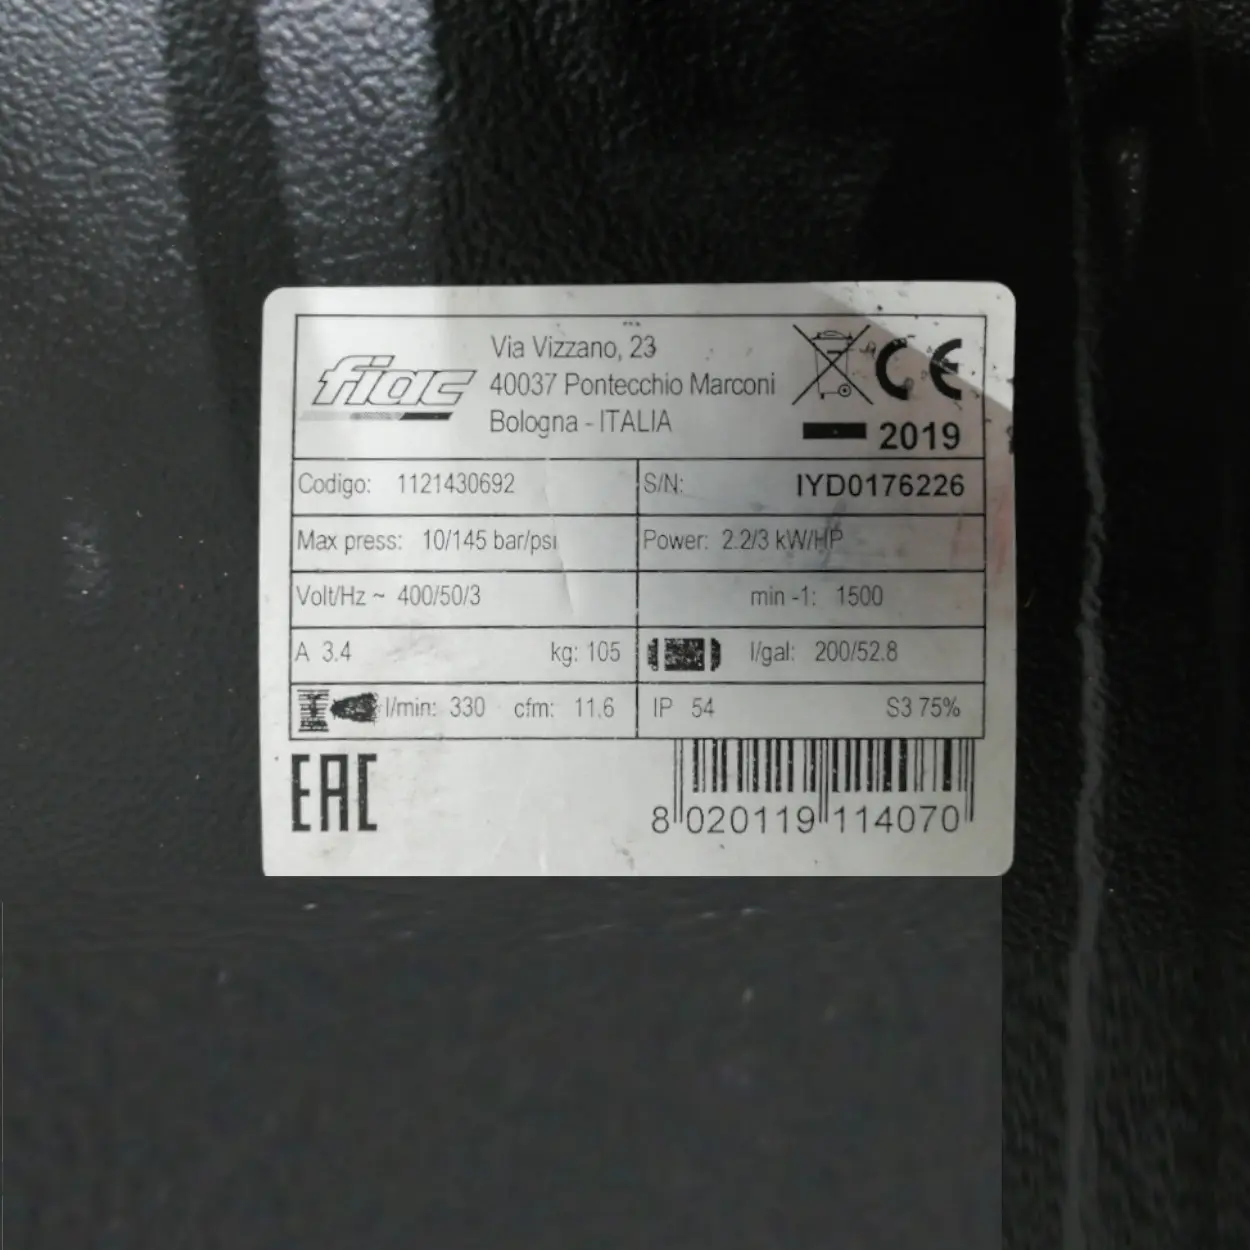 fiac
Via Vizzano, 23
40037 Pontecchio Marconi
Bologna - ITALIA
CE
2019
Codigo: 1121430692 S/N: IYD0176226
Max press: 10/145 bar/psi Power: 2.2/3 kW/HP
Volt/Hz ~ 400/50/3 min -1: 1500
A 3.4 kg: 105 l/gal: 200/52.8
l/min: 330 cfm: 11.6 IP 54 S3 75%
EAC
8 020119 114070